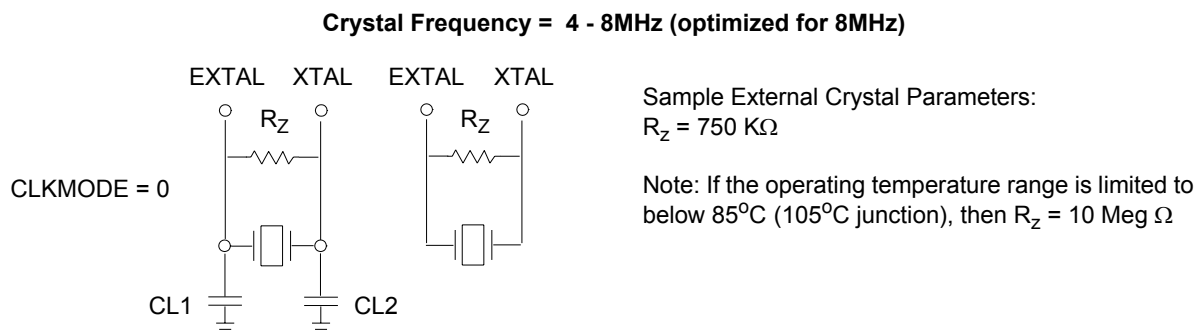 Crystal Frequency = 4 - 8MHz (optimized for 8MHz)
EXTAL XTAL EXTAL XTAL
R_Z R_Z
CLKMODE = 0
CL1 CL2
Sample External Crystal Parameters:
R_z = 750 KΩ
Note: If the operating temperature range is limited to
below 85°C (105°C junction), then R_z = 10 Meg Ω